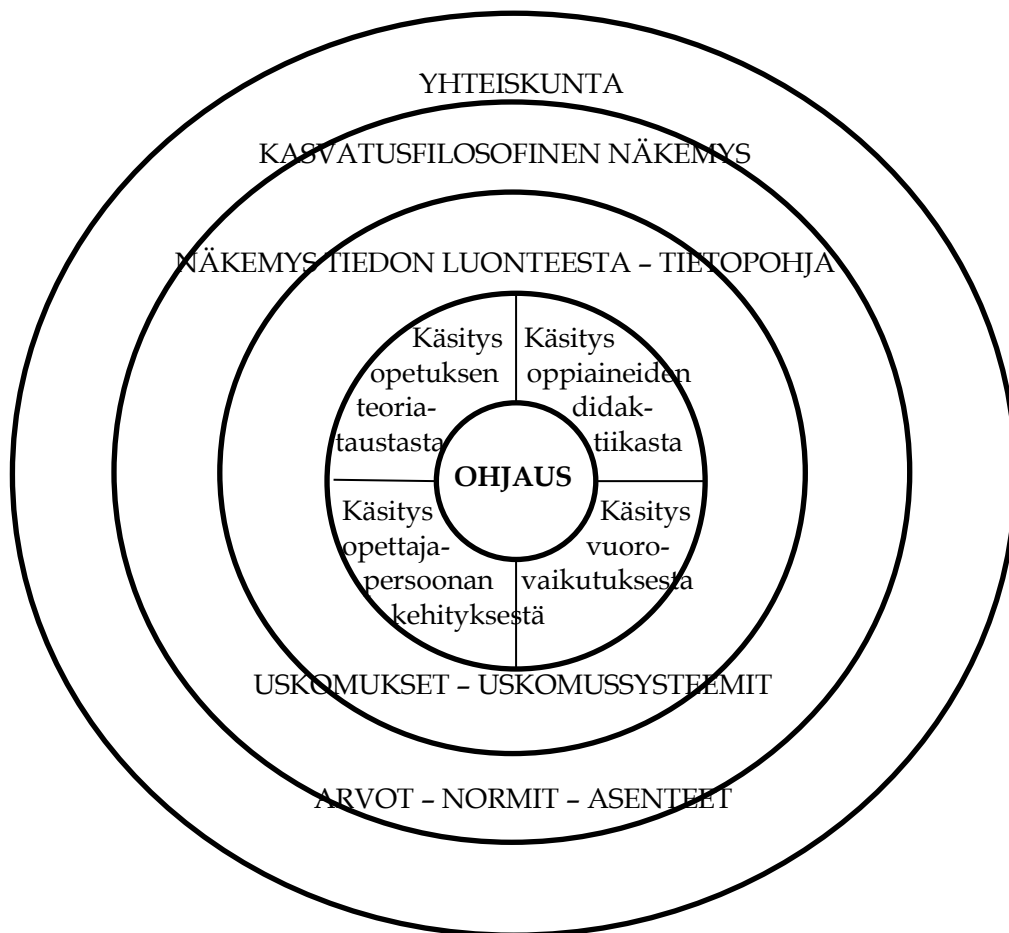 YHTEISKUNTA
KASVATUSFILOSOFINEN NÄKEMYS
NÄKEMYS TIEDON LUONTEESTA – TIETOPOHJA
Käsitys
opetuksen
teoria-
taustasta
Käsitys
oppiaineiden
didak-
tiikasta
OHJAUS
Käsitys
opettaja-
persoonan
kehityksestä
Käsitys
vuoro-
vaikutuksesta
USKOMUKSET – USKOMUSSYSTEEMIT
ARVOT – NORMIT – ASENTEET